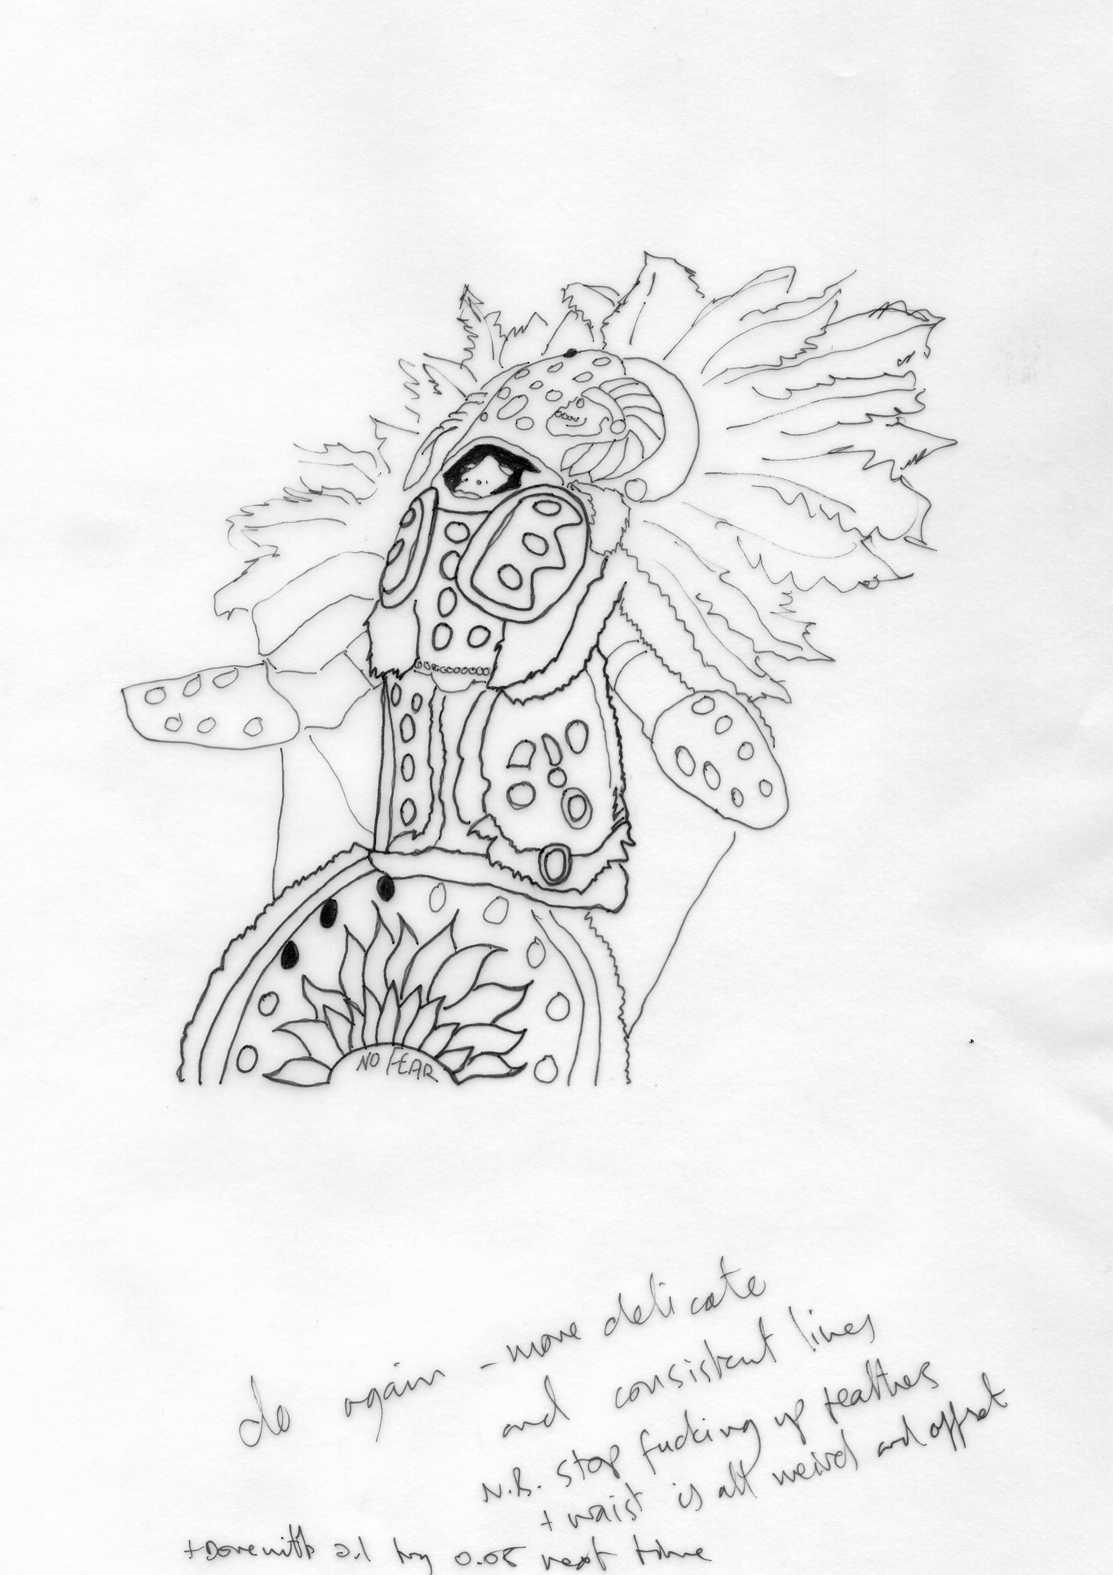 NO FEAR
do again - more delicate
and consistent lines
N.B. stop fucking up feathers
+ waist is all weird and offset
+ Done with 0.1 try 0.05 next time